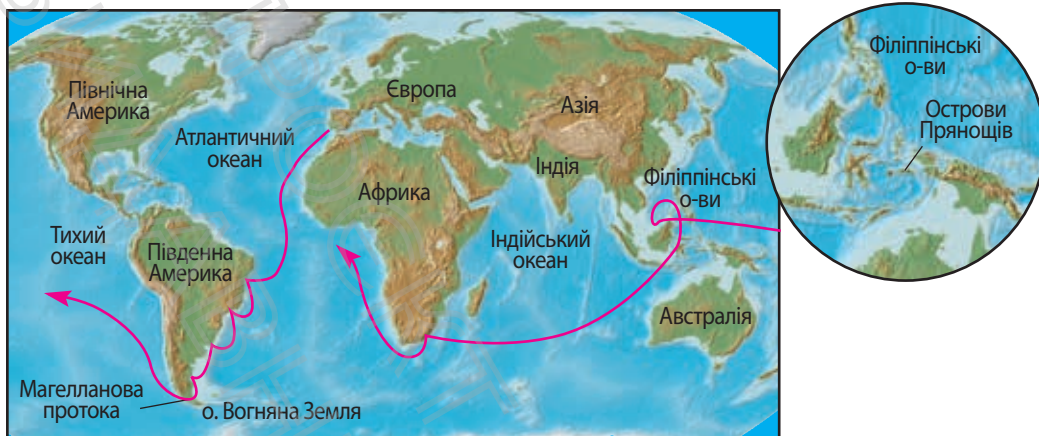 Північна
Америка
Атлантичний
океан
Європа
Азія
Індія
Африка
Філіппінські
о-ви
Тихий
океан
Південна
Америка
Індійський
океан
Австралія
Магелланова
протока
о. Вогняна Земля
Філіппінські
о-ви
Острови
Прянощів